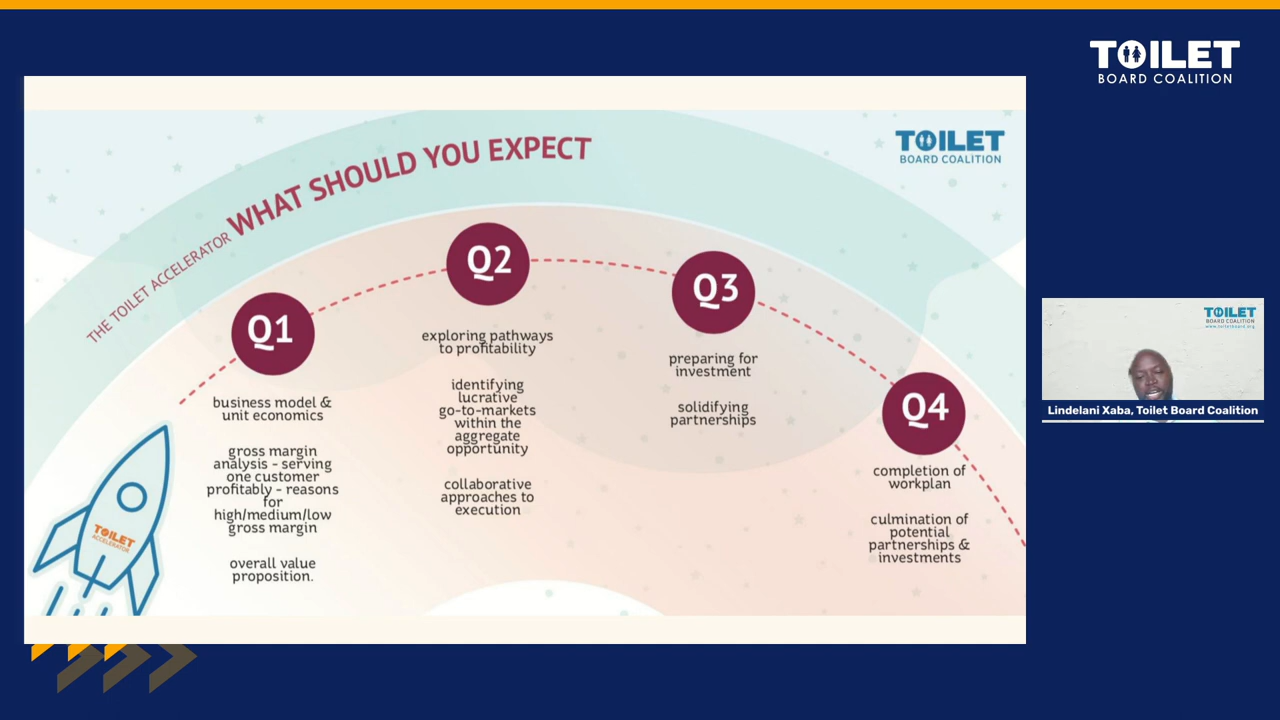 TOILET
BOARD COALITION
THE TOILET ACCELERATOR WHAT SHOULD YOU EXPECT
TOILET
BOARD COALITION
Q1
business model &
unit economics
gross margin
analysis - serving
one customer
profitably - reasons
for
high/medium/low
gross margin
overall value
proposition.
Q2
exploring pathways
to profitability
identifying
lucrative
go-to-markets
within the
aggregate
opportunity
collaborative
approaches to
execution
Q3
preparing for
investment
solidifying
partnerships
Q4
completion of
workplan
culmination of
potential
partnerships &
investments
TOILET
ACCELERATOR
TOILET
BOARD COALITION
www.toiletboard.org
Lindelani Xaba, Toilet Board Coalition